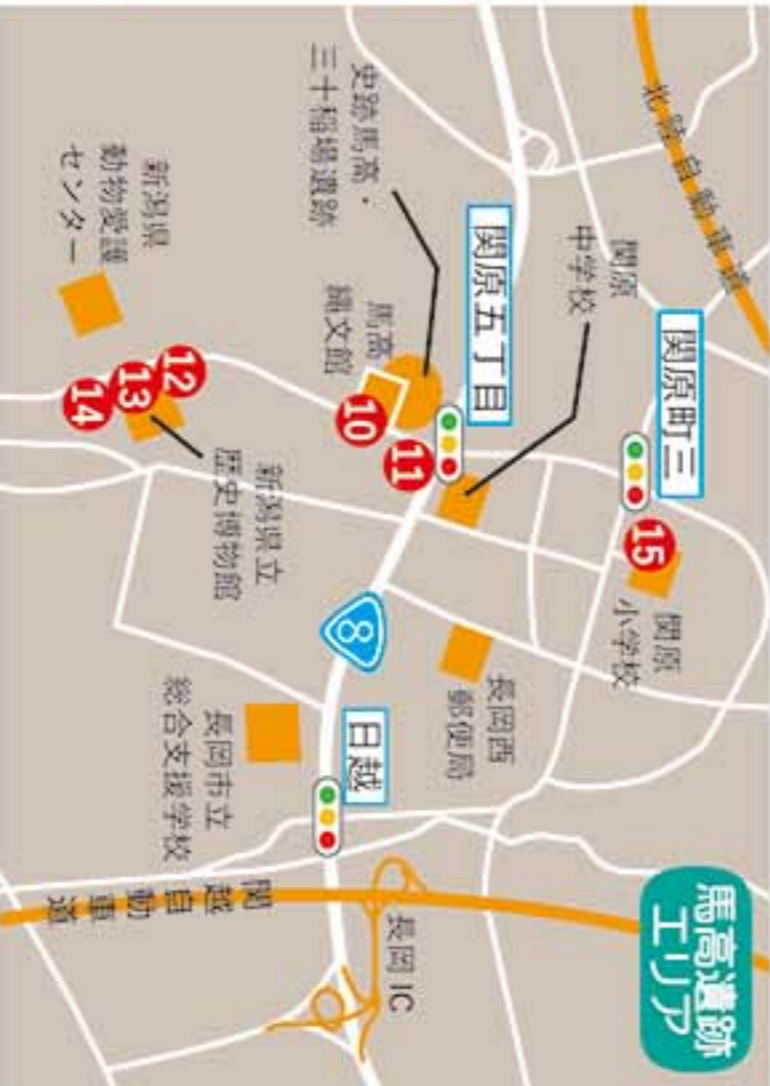 馬高遺跡
エリア
北陸自動車道
関原町三
15
関原
小学校
関原
中学校
関原五丁目
史跡馬高・
三十稲場遺跡
馬高
縄文館
10
11
長岡西
郵便局
8
日越
長岡IC
新潟県
動物愛護
センター
12
13
14
新潟県立
歴史博物館
長岡市立
総合支援学校
関越自動車道